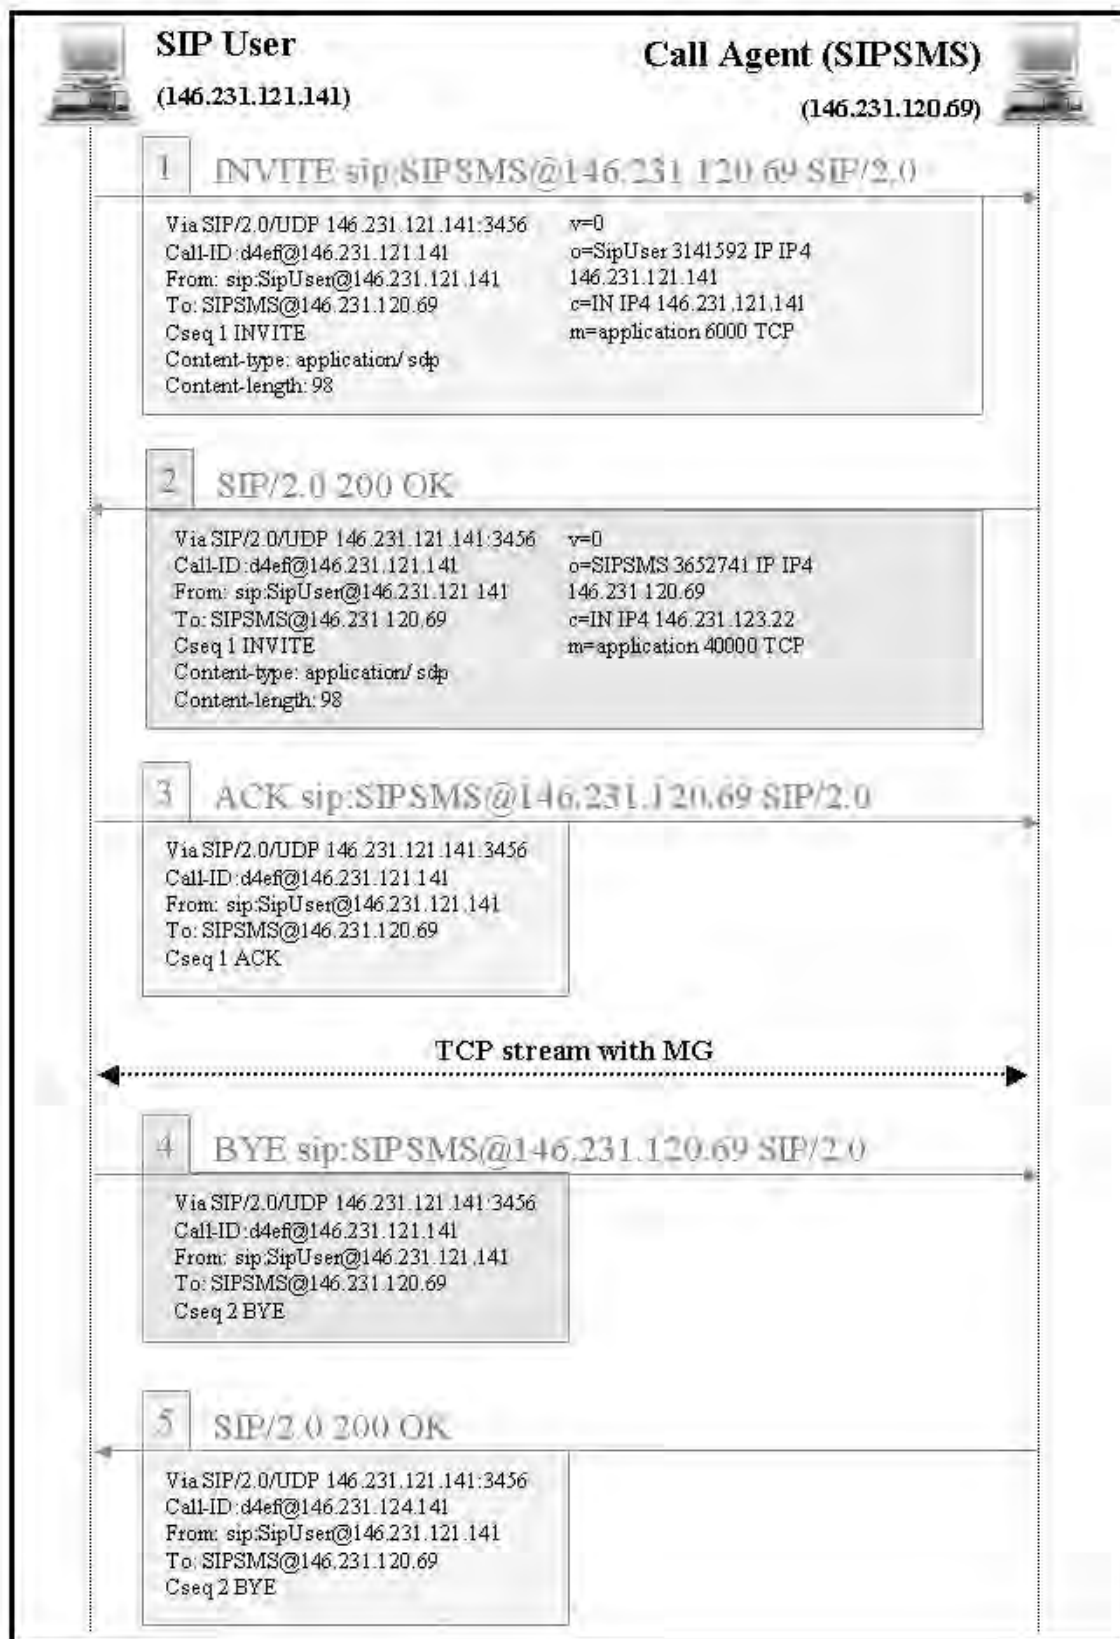 SIP User
(146.231.121.141)
Call Agent (SIPSMS)
(146.231.120.69)
1
INVITE sip:SIPSMS@146.231.120.69 SIP/2.0
Via SIP/2.0/UDP 146.231.121.141:3456
Call-ID:d4eff@146.231.121.141
From: sip:SipUser@146.231.121.141
To: SIPSMS@146.231.120.69
Cseq 1 INVITE
Content-type: application/ sdp
Content-length: 98
v=0
o=SipUser 3141592 IP IP4
146.231.121.141
c=IN IP4 146.231.121.141
m=application 6000 TCP
2
SIP/2.0 200 OK
Via SIP/2.0/UDP 146.231.121.141:3456
Call-ID:d4eff@146.231.121.141
From: sip:SipUser@146.231.121.141
To: SIPSMS@146.231.120.69
Cseq 1 INVITE
Content-type: application/ sdp
Content-length: 98
v=0
o=SIPSMS 3652741 IP IP4
146.231.120.69
c=IN IP4 146.231.123.22
m=application 40000 TCP
3
ACK sip:SIPSMS@146.231.120.69 SIP/2.0
Via SIP/2.0/UDP 146.231.121.141:3456
Call-ID:d4eff@146.231.121.141
From: sip:SipUser@146.231.121.141
To: SIPSMS@146.231.120.69
Cseq 1 ACK
TCP stream with MG
4
BYE sip:SIPSMS@146.231.120.69 SIP/2.0
Via SIP/2.0/UDP 146.231.121.141:3456
Call-ID:d4eff@146.231.121.141
From: sip:SipUser@146.231.121.141
To: SIPSMS@146.231.120.69
Cseq 2 BYE
5
SIP/2.0 200 OK
Via SIP/2.0/UDP 146.231.121.141:3456
Call-ID:d4eff@146.231.124.141
From: sip:SipUser@146.231.121.141
To: SIPSMS@146.231.120.69
Cseq 2 BYE